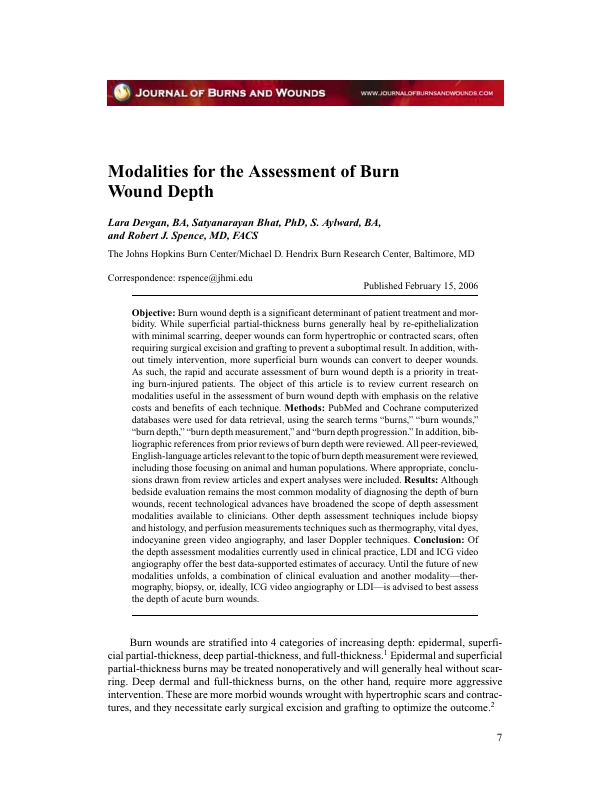 JOURNAL OF BURNS AND WOUNDS
WWW.JOURNALOFBURNSANDWOUNDS.COM
Modalities for the Assessment of Burn
Wound Depth
Lara Devgan, BA, Satyanarayan Bhat, PhD, S. Aylward, BA,
and Robert J. Spence, MD, FACS
The Johns Hopkins Burn Center/Michael D. Hendrix Burn Research Center, Baltimore, MD
Correspondence: rspence@jhmi.edu
Published February 15, 2006
Objective: Burn wound depth is a significant determinant of patient treatment and mor-
bidity. While superficial partial-thickness burns generally heal by re-epithelialization
with minimal scarring, deeper wounds can form hypertrophic or contracted scars, often
requiring surgical excision and grafting to prevent a suboptimal result. In addition, with-
out timely intervention, more superficial burn wounds can convert to deeper wounds.
As such, the rapid and accurate assessment of burn wound depth is a priority in treat-
ing burn-injured patients. The object of this article is to review current research on
modalities useful in the assessment of burn wound depth with emphasis on the relative
costs and benefits of each technique. Methods: PubMed and Cochrane computerized
databases were used for data retrieval, using the search terms “burns,” “burn wounds,”
“burn depth,” “burn depth measurement,” and “burn depth progression.” In addition, bib-
liographic references from prior reviews of burn depth were reviewed. All peer-reviewed,
English-language articles relevant to the topic of burn depth measurement were reviewed,
including those focusing on animal and human populations. Where appropriate, conclu-
sions drawn from review articles and expert analyses were included. Results: Although
bedside evaluation remains the most common modality of diagnosing the depth of burn
wounds, recent technological advances have broadened the scope of depth assessment
modalities available to clinicians. Other depth assessment techniques include biopsy
and histology, and perfusion measurements techniques such as thermography, vital dyes,
indocyanine green video angiography, and laser Doppler techniques. Conclusion: Of
the depth assessment modalities currently used in clinical practice, LDI and ICG video
angiography offer the best data-supported estimates of accuracy. Until the future of new
modalities unfolds, a combination of clinical evaluation and another modality—ther-
mography, biopsy, or, ideally, ICG video angiography or LDI—is advised to best assess
the depth of acute burn wounds.
Burn wounds are stratified into 4 categories of increasing depth: epidermal, superfi-
cial partial-thickness, deep partial-thickness, and full-thickness.1 Epidermal and superficial
partial-thickness burns may be treated nonoperatively and will generally heal without scar-
ring. Deep dermal and full-thickness burns, on the other hand, require more aggressive
intervention. These are more morbid wounds wrought with hypertrophic scars and contrac-
tures, and they necessitate early surgical excision and grafting to optimize the outcome.2
7